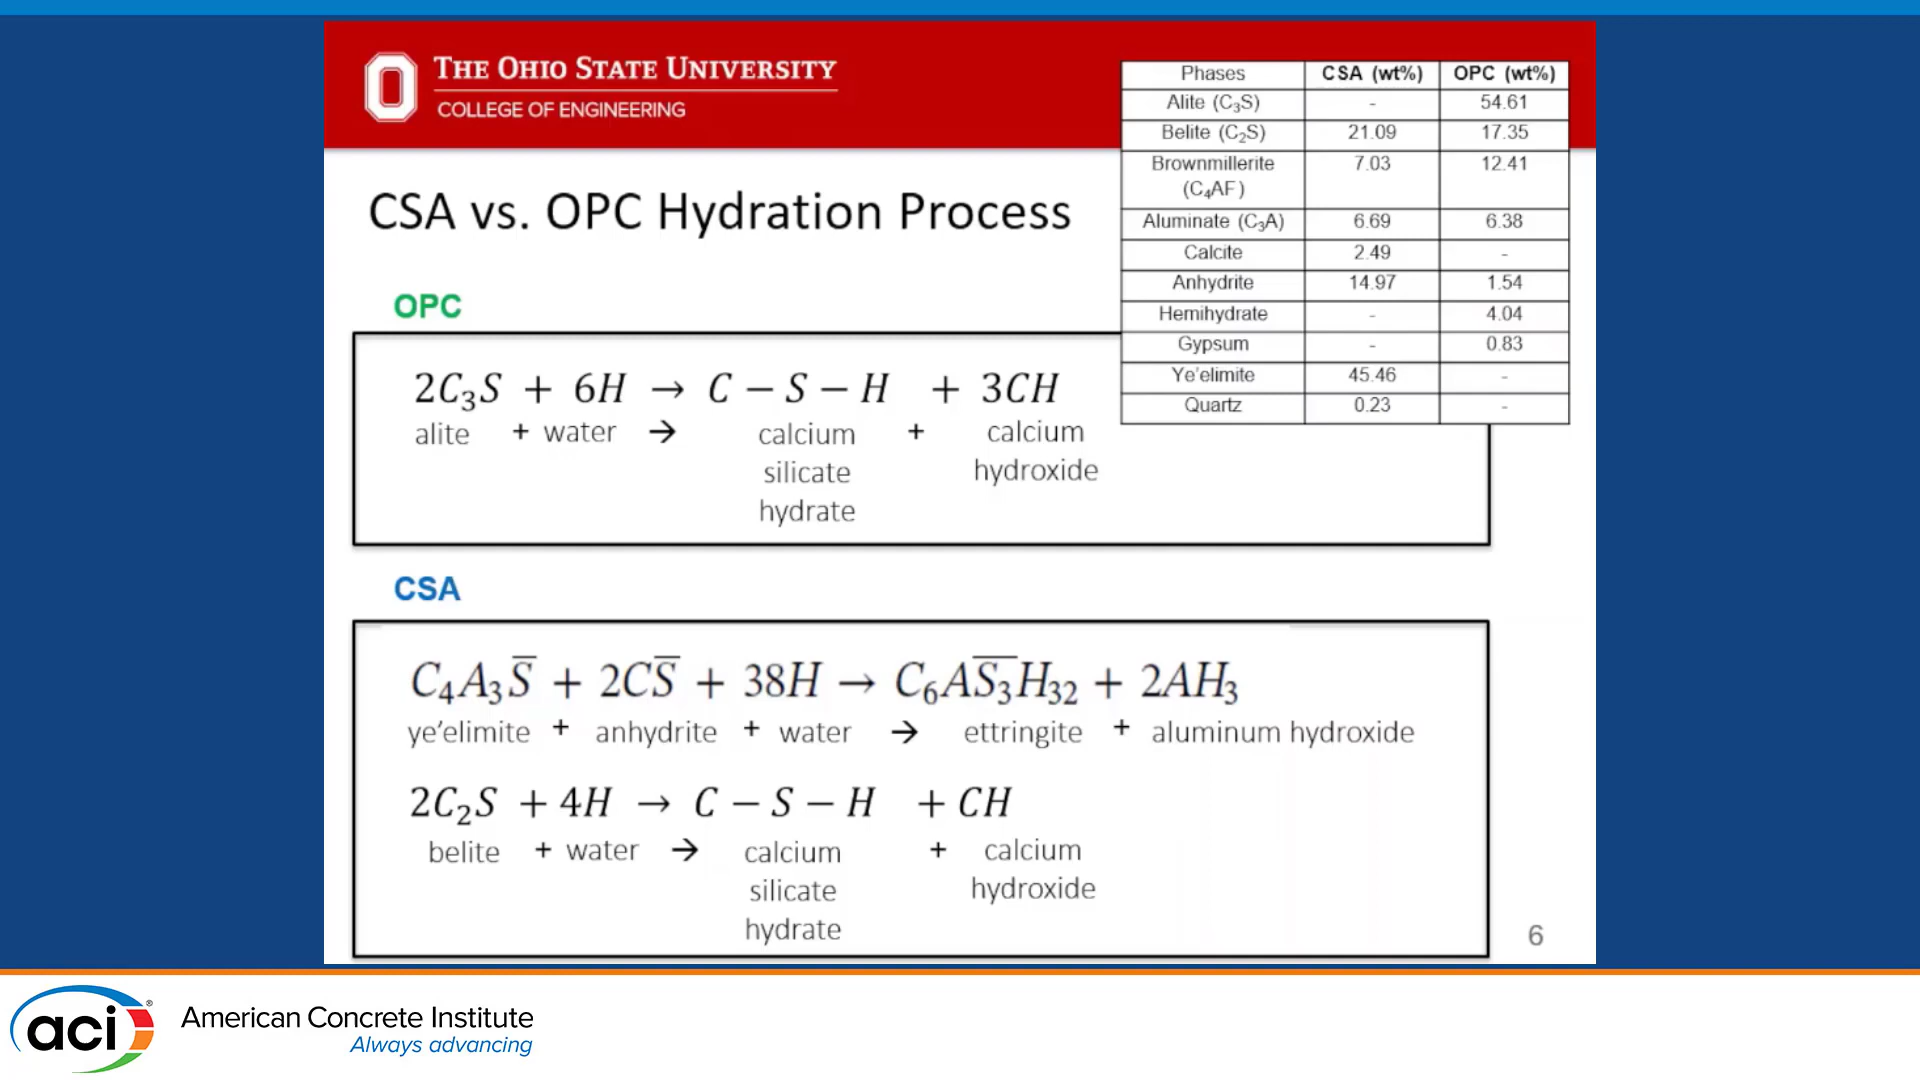 THE OHIO STATE UNIVERSITY
COLLEGE OF ENGINEERING
Phases CSA (wt%) OPC (wt%)
Alite (C₃S) - 54.61
Belite (C₂S) 21.09 17.35
Brownmillerite (C₄AF) 7.03 12.41
Aluminate (C₃A) 6.69 6.38
Calcite 2.49 -
Anhydrite 14.97 1.54
Hemihydrate - 4.04
Gypsum - 0.83
Ye'elimite 45.46 -
Quartz 0.23 -
CSA vs. OPC Hydration Process
OPC
2C₃S + 6H → C − S − H + 3CH
alite + water → calcium silicate hydrate + calcium hydroxide
CSA
C₄A₃S̅ + 2CS̅ + 38H → C₆AS̅₃H₃₂ + 2AH₃
ye'elimite + anhydrite + water → ettringite + aluminum hydroxide
2C₂S + 4H → C − S − H + CH
belite + water → calcium silicate hydrate + calcium hydroxide
6
aci® American Concrete Institute
Always advancing